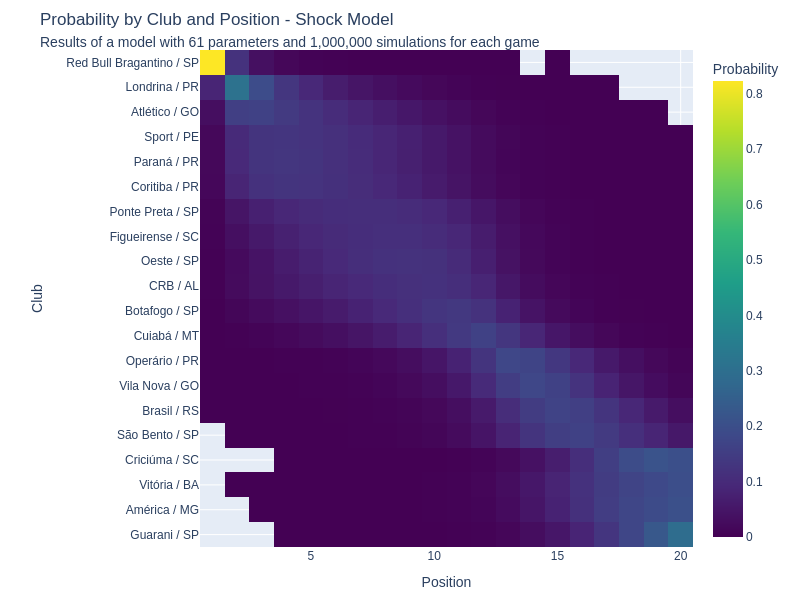 Probability by Club and Position - Shock Model
Results of a model with 61 parameters and 1,000,000 simulations for each game
Red Bull Bragantino / SP
Londrina / PR
Atlético / GO
Sport / PE
Paraná / PR
Coritiba / PR
Ponte Preta / SP
Figueirense / SC
Oeste / SP
CRB / AL
Botafogo / SP
Cuiabá / MT
Operário / PR
Vila Nova / GO
Brasil / RS
São Bento / SP
Criciúma / SC
Vitória / BA
América / MG
Guarani / SP
Club
5
10
15
20
Position
Probability
0.8
0.7
0.6
0.5
0.4
0.3
0.2
0.1
0